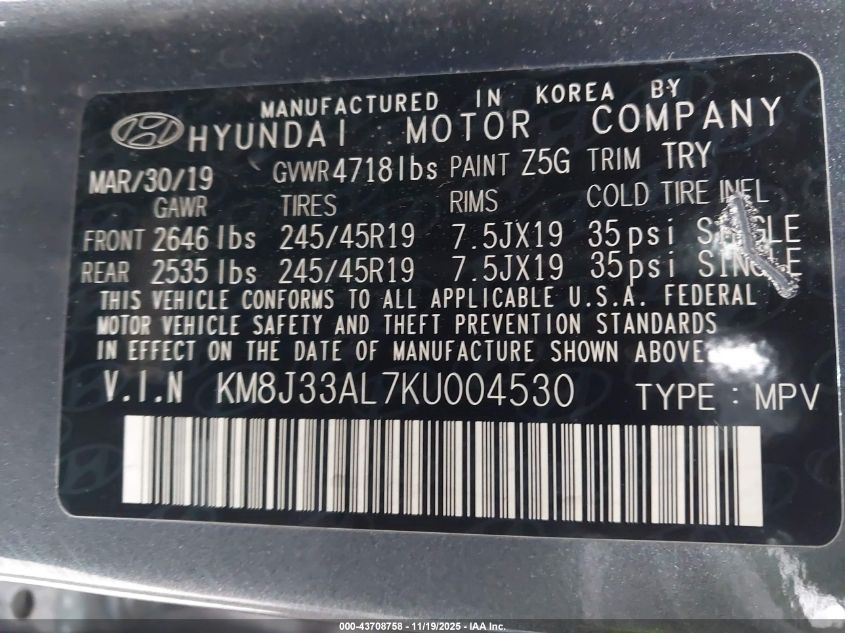 MANUFACTURED IN KOREA BY
HYUNDAI MOTOR COMPANY
MAR/30/19 GVWR4718lbs PAINT Z5G TRIM TRY
GAWR TIRES RIMS COLD TIRE INFL
FRONT 2646 lbs 245/45R19 7.5JX19 35psi SINGLE
REAR 2535 lbs 245/45R19 7.5JX19 35psi SINGLE
THIS VEHICLE CONFORMS TO ALL APPLICABLE U.S.A. FEDERAL
MOTOR VEHICLE SAFETY AND THEFT PREVENTION STANDARDS
IN EFFECT ON THE DATE OF MANUFACTURE SHOWN ABOVE.
V.I.N KM8J33AL7KU004530 TYPE : MPV
000-43708758 - 11/19/2025 - IAA Inc.